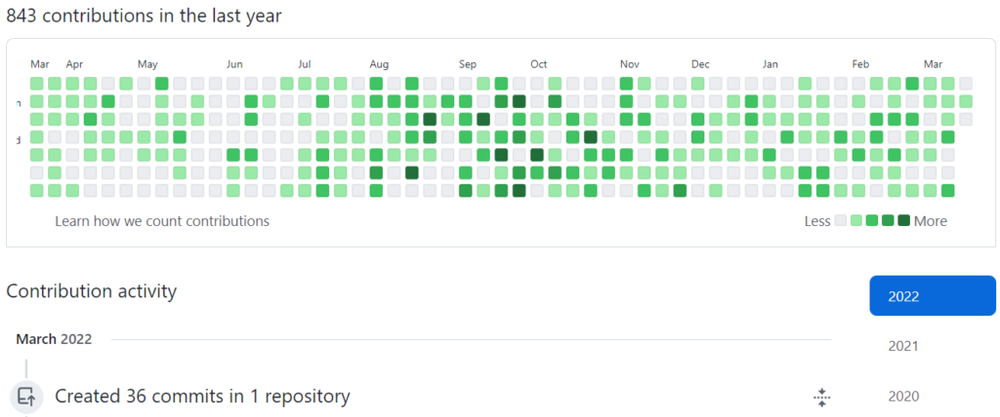 843 contributions in the last year
Mar Apr May Jun Jul Aug Sep Oct Nov Dec Jan Feb Mar
n
d
Learn how we count contributions
Less More
Contribution activity
2022
March 2022
2021
Created 36 commits in 1 repository
2020